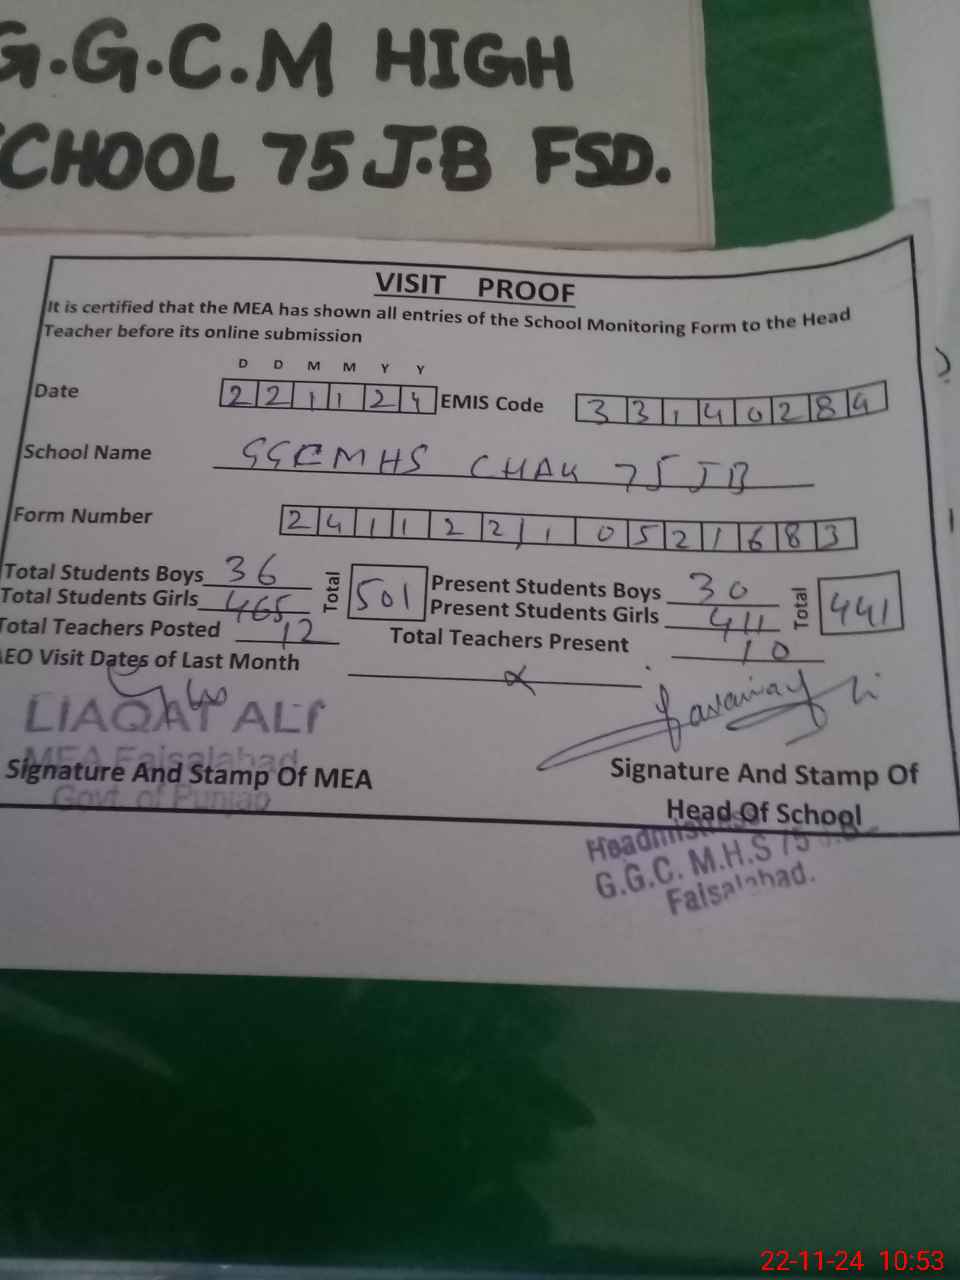 G.G.C.M HIGH
SCHOOL 75 J.B FSD.
VISIT PROOF
It is certified that the MEA has shown all entries of the School Monitoring Form to the Head
Teacher before its online submission
D D M M Y Y
Date 221124 EMIS Code 33140284
School Name GGCMHS CHAK 75 JB
Form Number 24112210521683
Total Students Boys 36 Total 501 Present Students Boys 30 Total 441
Total Students Girls 465 Present Students Girls 411
Total Teachers Posted 12 Total Teachers Present 10
AEO Visit Dates of Last Month
LIAQAT ALI
MEA Faisalabad
Govt. of Punjab
Signature And Stamp Of MEA
Signature And Stamp Of
Head Of School
Headmistress
G.G.C. M.H.S 75 J.B
Faisalabad.
22-11-24 10:53